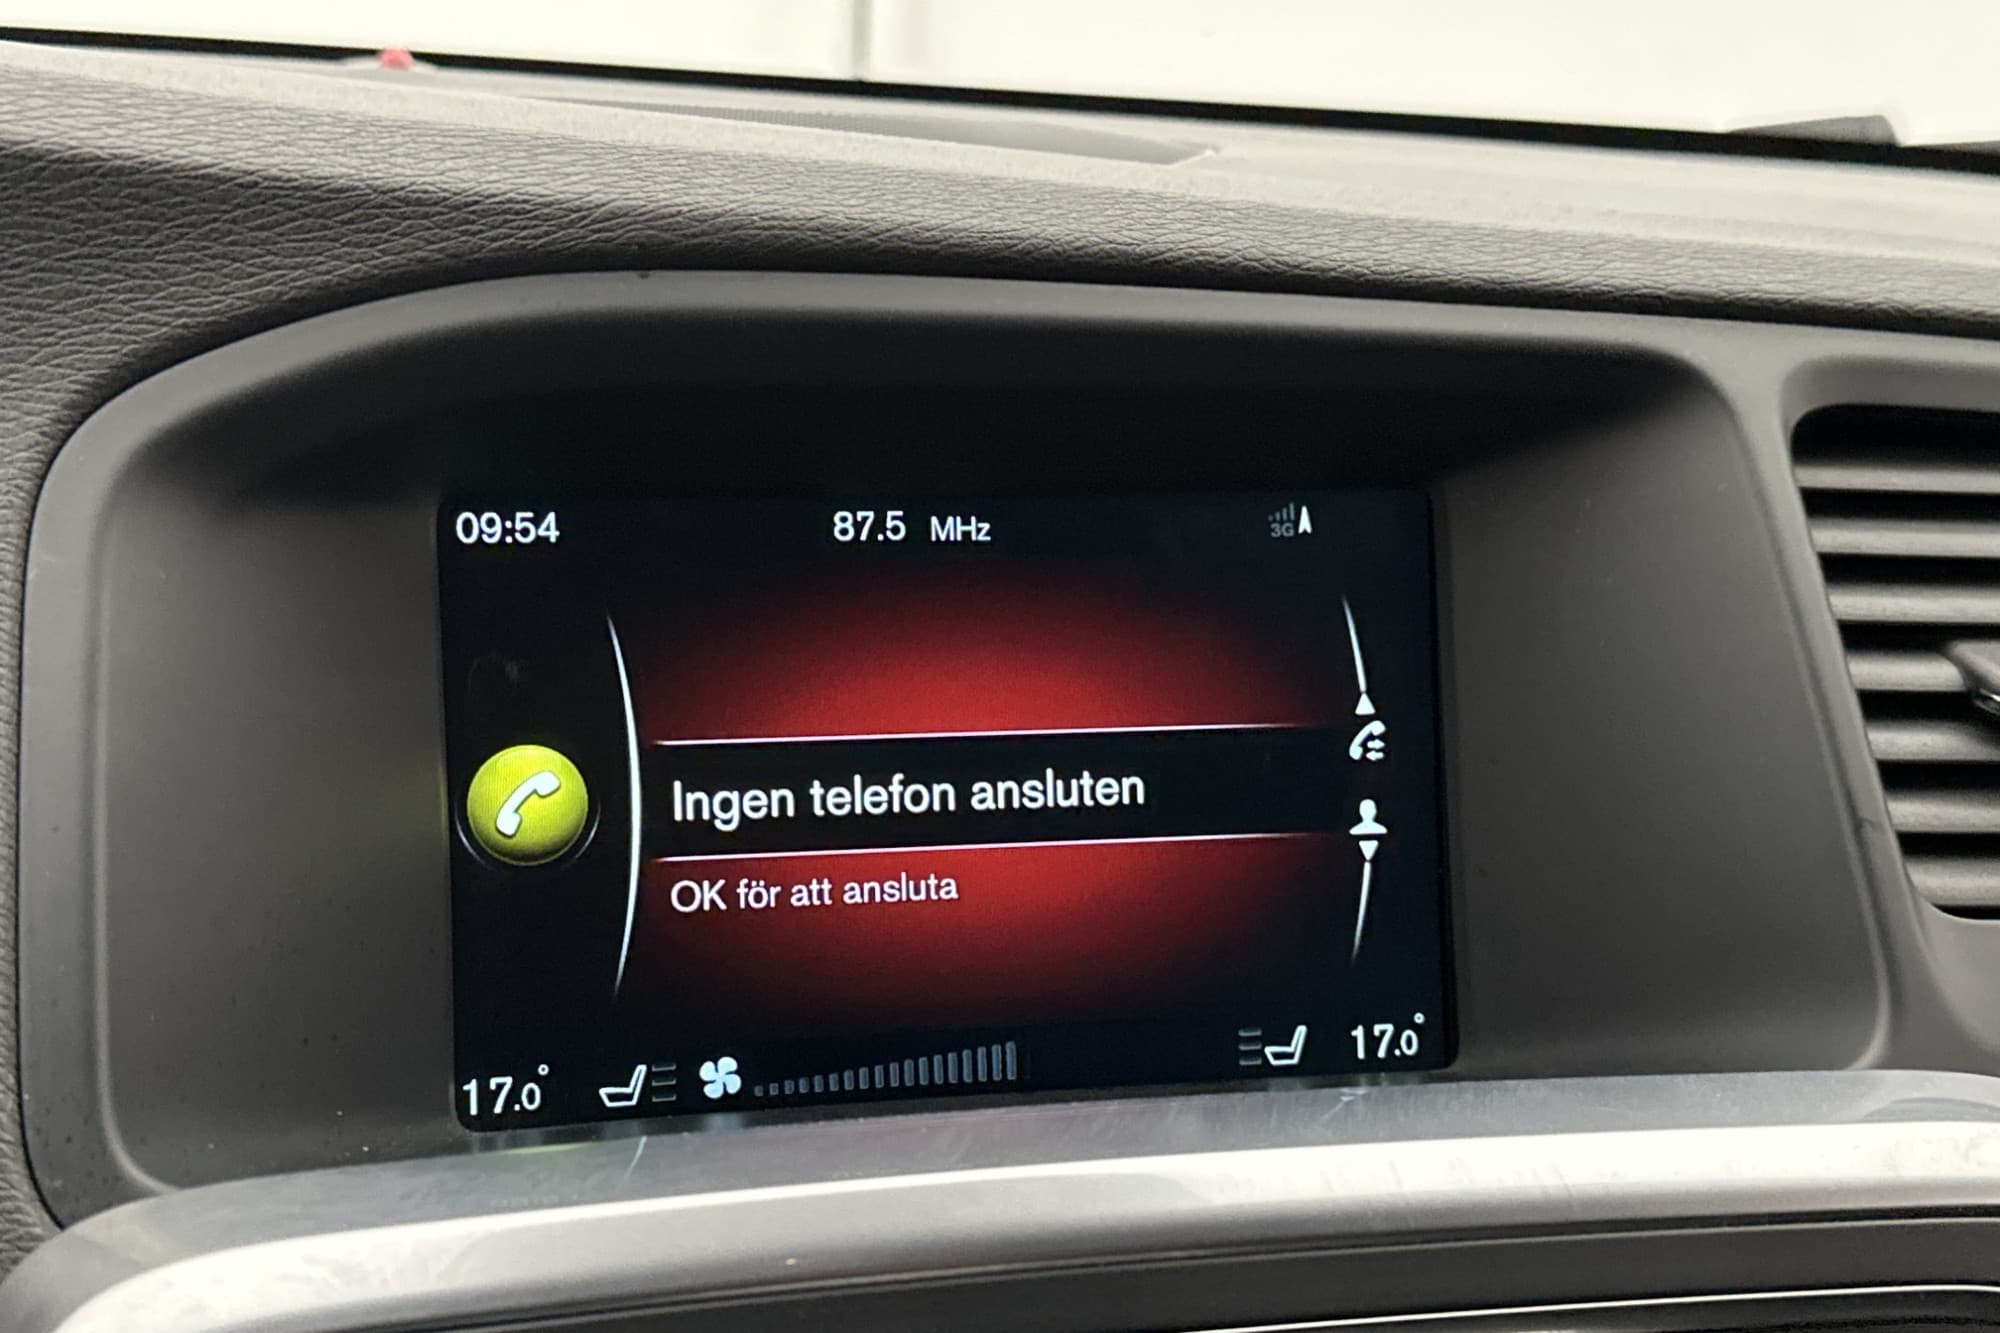 09:54 87.5 MHz 3G
Ingen telefon ansluten
OK för att ansluta
17.0° 17.0°